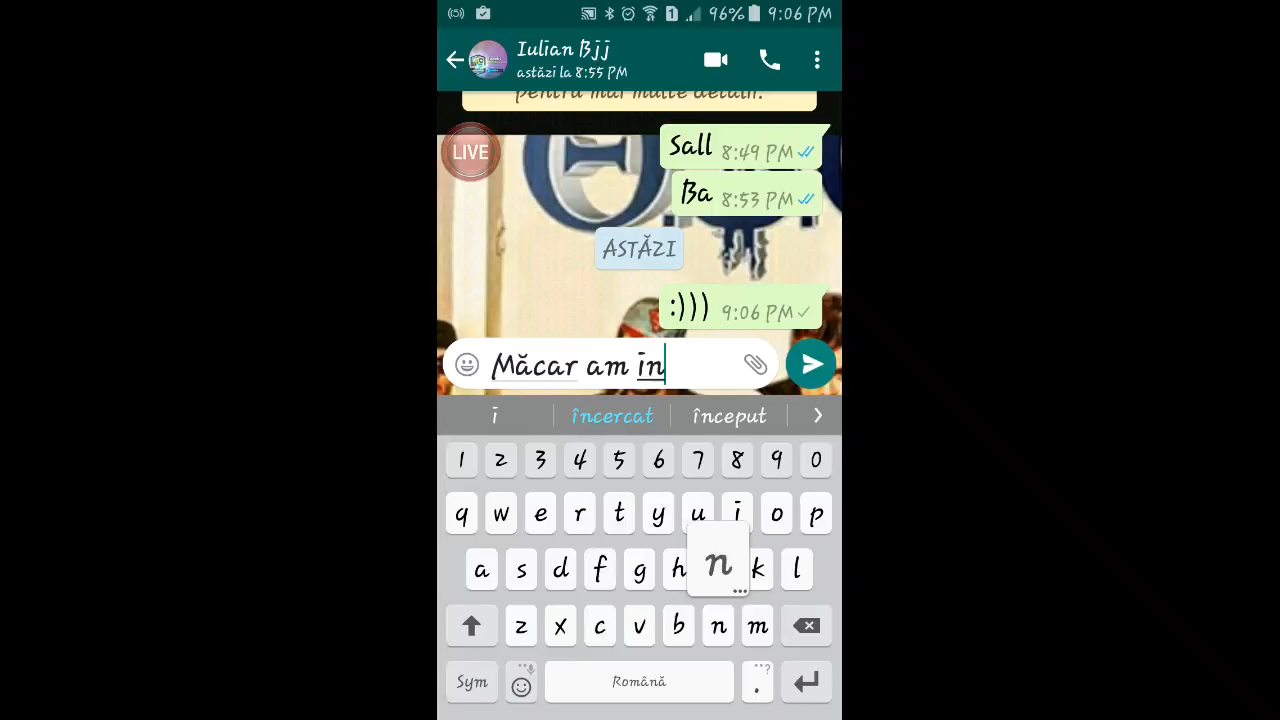 96% 9:06 PM
Iulian Bjj
astăzi la 8:55 PM
pentru mai multe detalii.
LIVE
Sall 8:49 PM
Ba 8:53 PM
ASTĂZI
:))) 9:06 PM
Măcar am in
i încercat început
1 2 3 4 5 6 7 8 9 0
q w e r t y u i o p
a s d f g h n k l
z x c v b n m
Sym Română .